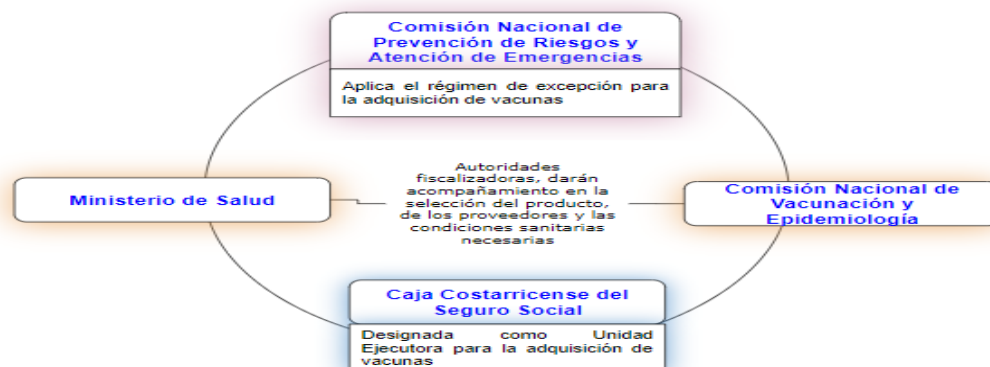 Comisión Nacional de
Prevención de Riesgos y
Atención de Emergencias
Aplica el régimen de excepción para
la adquisición de vacunas
Autoridades
fiscalizadoras, darán
acompañamiento en la
selección del producto,
de los proveedores y las
condiciones sanitarias
necesarias
Ministerio de Salud
Comisión Nacional de
Vacunación y
Epidemiología
Caja Costarricense del
Seguro Social
Designada como Unidad
Ejecutora para la adquisición de
vacunas